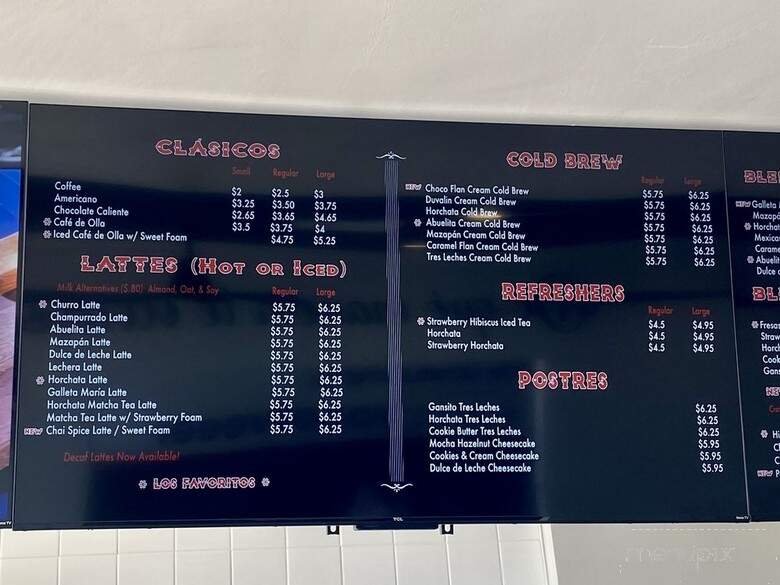 CLÁSICOS
Small Regular Large
Coffee $2 $2.5 $3
Americano $3.25 $3.50 $3.75
Chocolate Caliente $2.65 $3.65 $4.65
Café de Olla $3.5 $3.75 $4
Iced Café de Olla w/ Sweet Foam $4.75 $5.25
LATTES (HOT OR ICED)
Milk Alternatives ($.80) Almond, Oat, & Soy Regular Large
Churro Latte $5.75 $6.25
Champurrado Latte $5.75 $6.25
Abuelita Latte $5.75 $6.25
Mazapán Latte $5.75 $6.25
Dulce de Leche Latte $5.75 $6.25
Lechera Latte $5.75 $6.25
Horchata Latte $5.75 $6.25
Galleta María Latte $5.75 $6.25
Horchata Matcha Tea Latte $5.75 $6.25
Matcha Tea Latte w/ Strawberry Foam $5.75 $6.25
NEW Chai Spice Latte / Sweet Foam $5.75 $6.25
Decaf Lattes Now Available!
LOS FAVORITOS
COLD BREW
Regular Large
NEW Choco Flan Cream Cold Brew $5.75 $6.25
Duvalin Cream Cold Brew $5.75 $6.25
Horchata Cold Brew $5.75 $6.25
Abuelita Cream Cold Brew $5.75 $6.25
Mazapán Cream Cold Brew $5.75 $6.25
Caramel Flan Cream Cold Brew $5.75 $6.25
Tres Leches Cream Cold Brew $5.75 $6.25
REFRESHERS
Regular Large
Strawberry Hibiscus Iced Tea $4.5 $4.95
Horchata $4.5 $4.95
Strawberry Horchata $4.5 $4.95
POSTRES
Gansito Tres Leches $6.25
Horchata Tres Leches $6.25
Cookie Butter Tres Leches $6.25
Mocha Hazelnut Cheesecake $5.95
Cookies & Cream Cheesecake $5.95
Dulce de Leche Cheesecake $5.95
TCL
NEW Galleta
Dulce